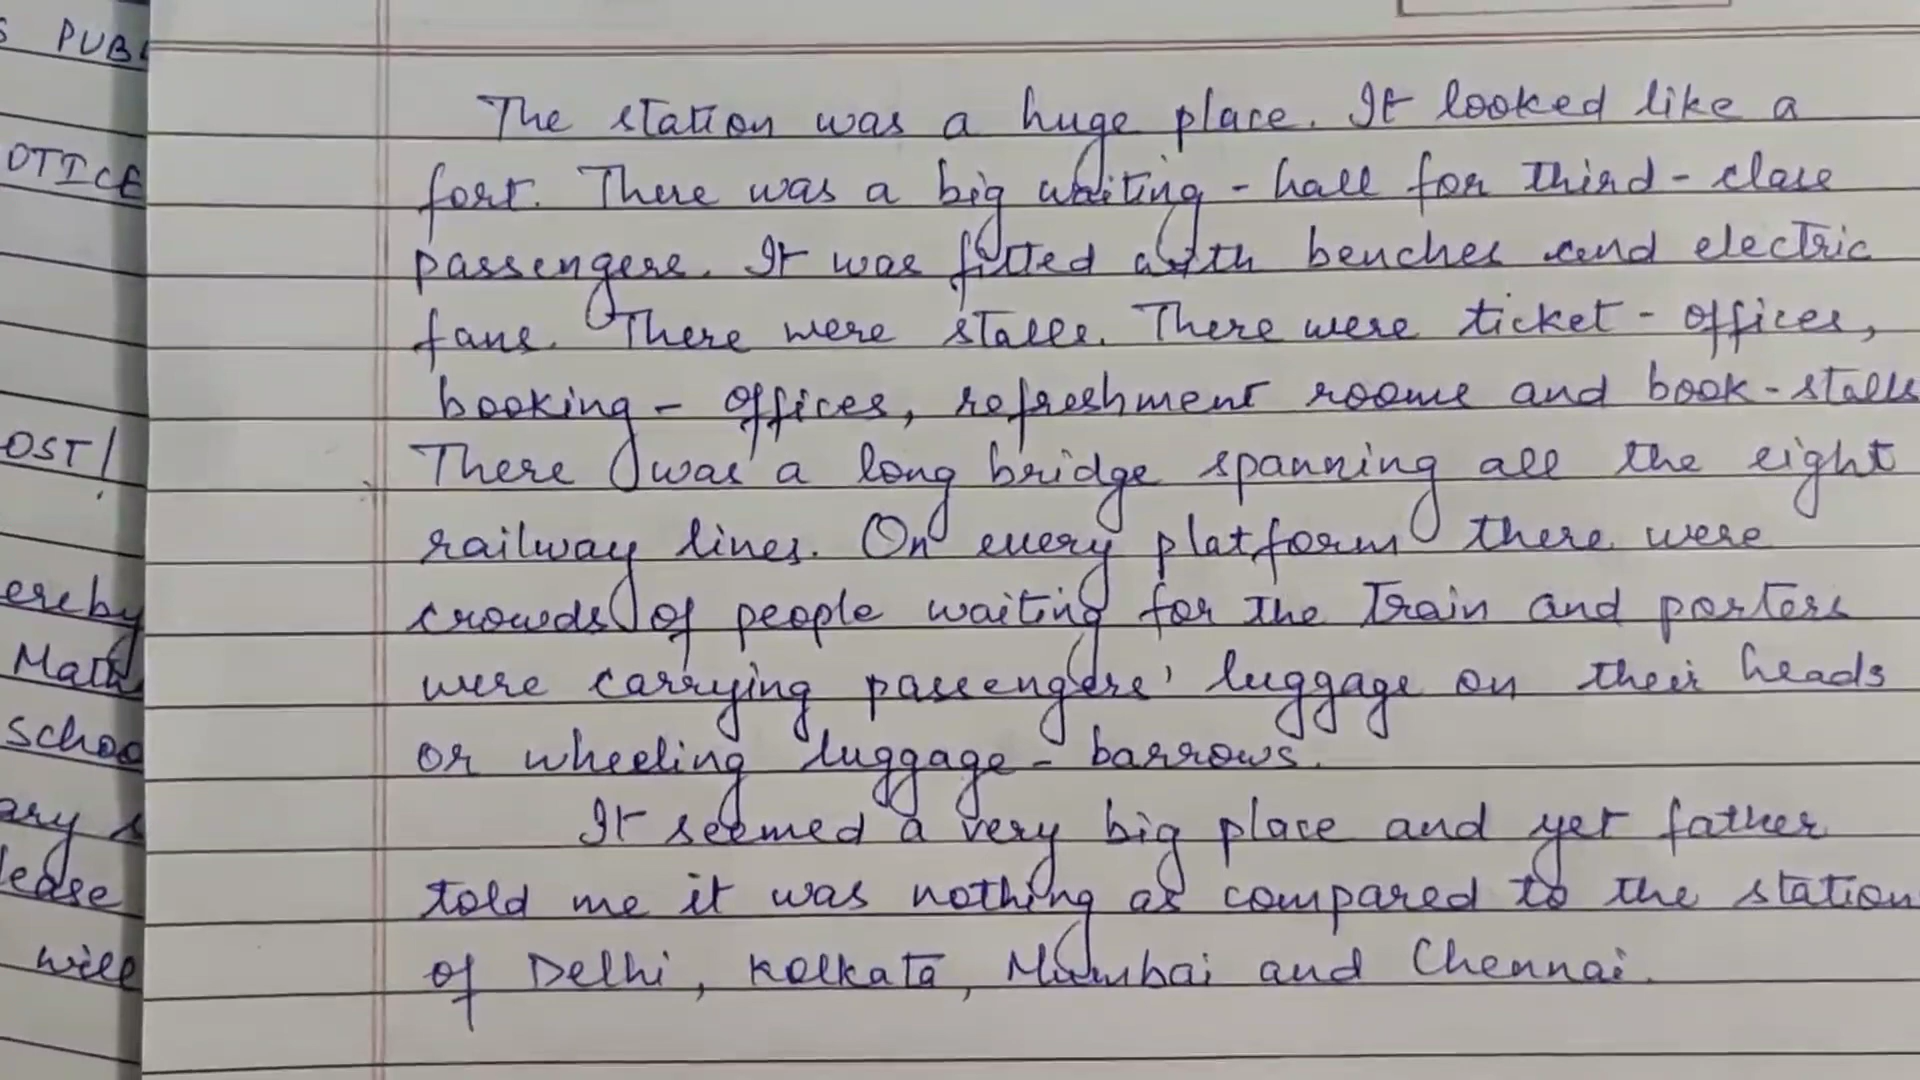 S PUB
OTICE
OST/
ereby
Math
schoo
ary
lease
will
The station was a huge place. It looked like a
fort. There was a big waiting - hall for third - class
passengers. It was fitted with benches and electric
fans. There were stalls. There were ticket - offices,
booking - offices, refreshment rooms and book - stalls
There was a long bridge spanning all the eight
railway lines. On every platform there were
crowds of people waiting for the train and porters
were carrying passengers' luggage on their heads
or wheeling luggage - barrows.
It seemed a very big place and yet father
told me it was nothing as compared to the station
of Delhi, Kolkata, Mumbai and Chennai.